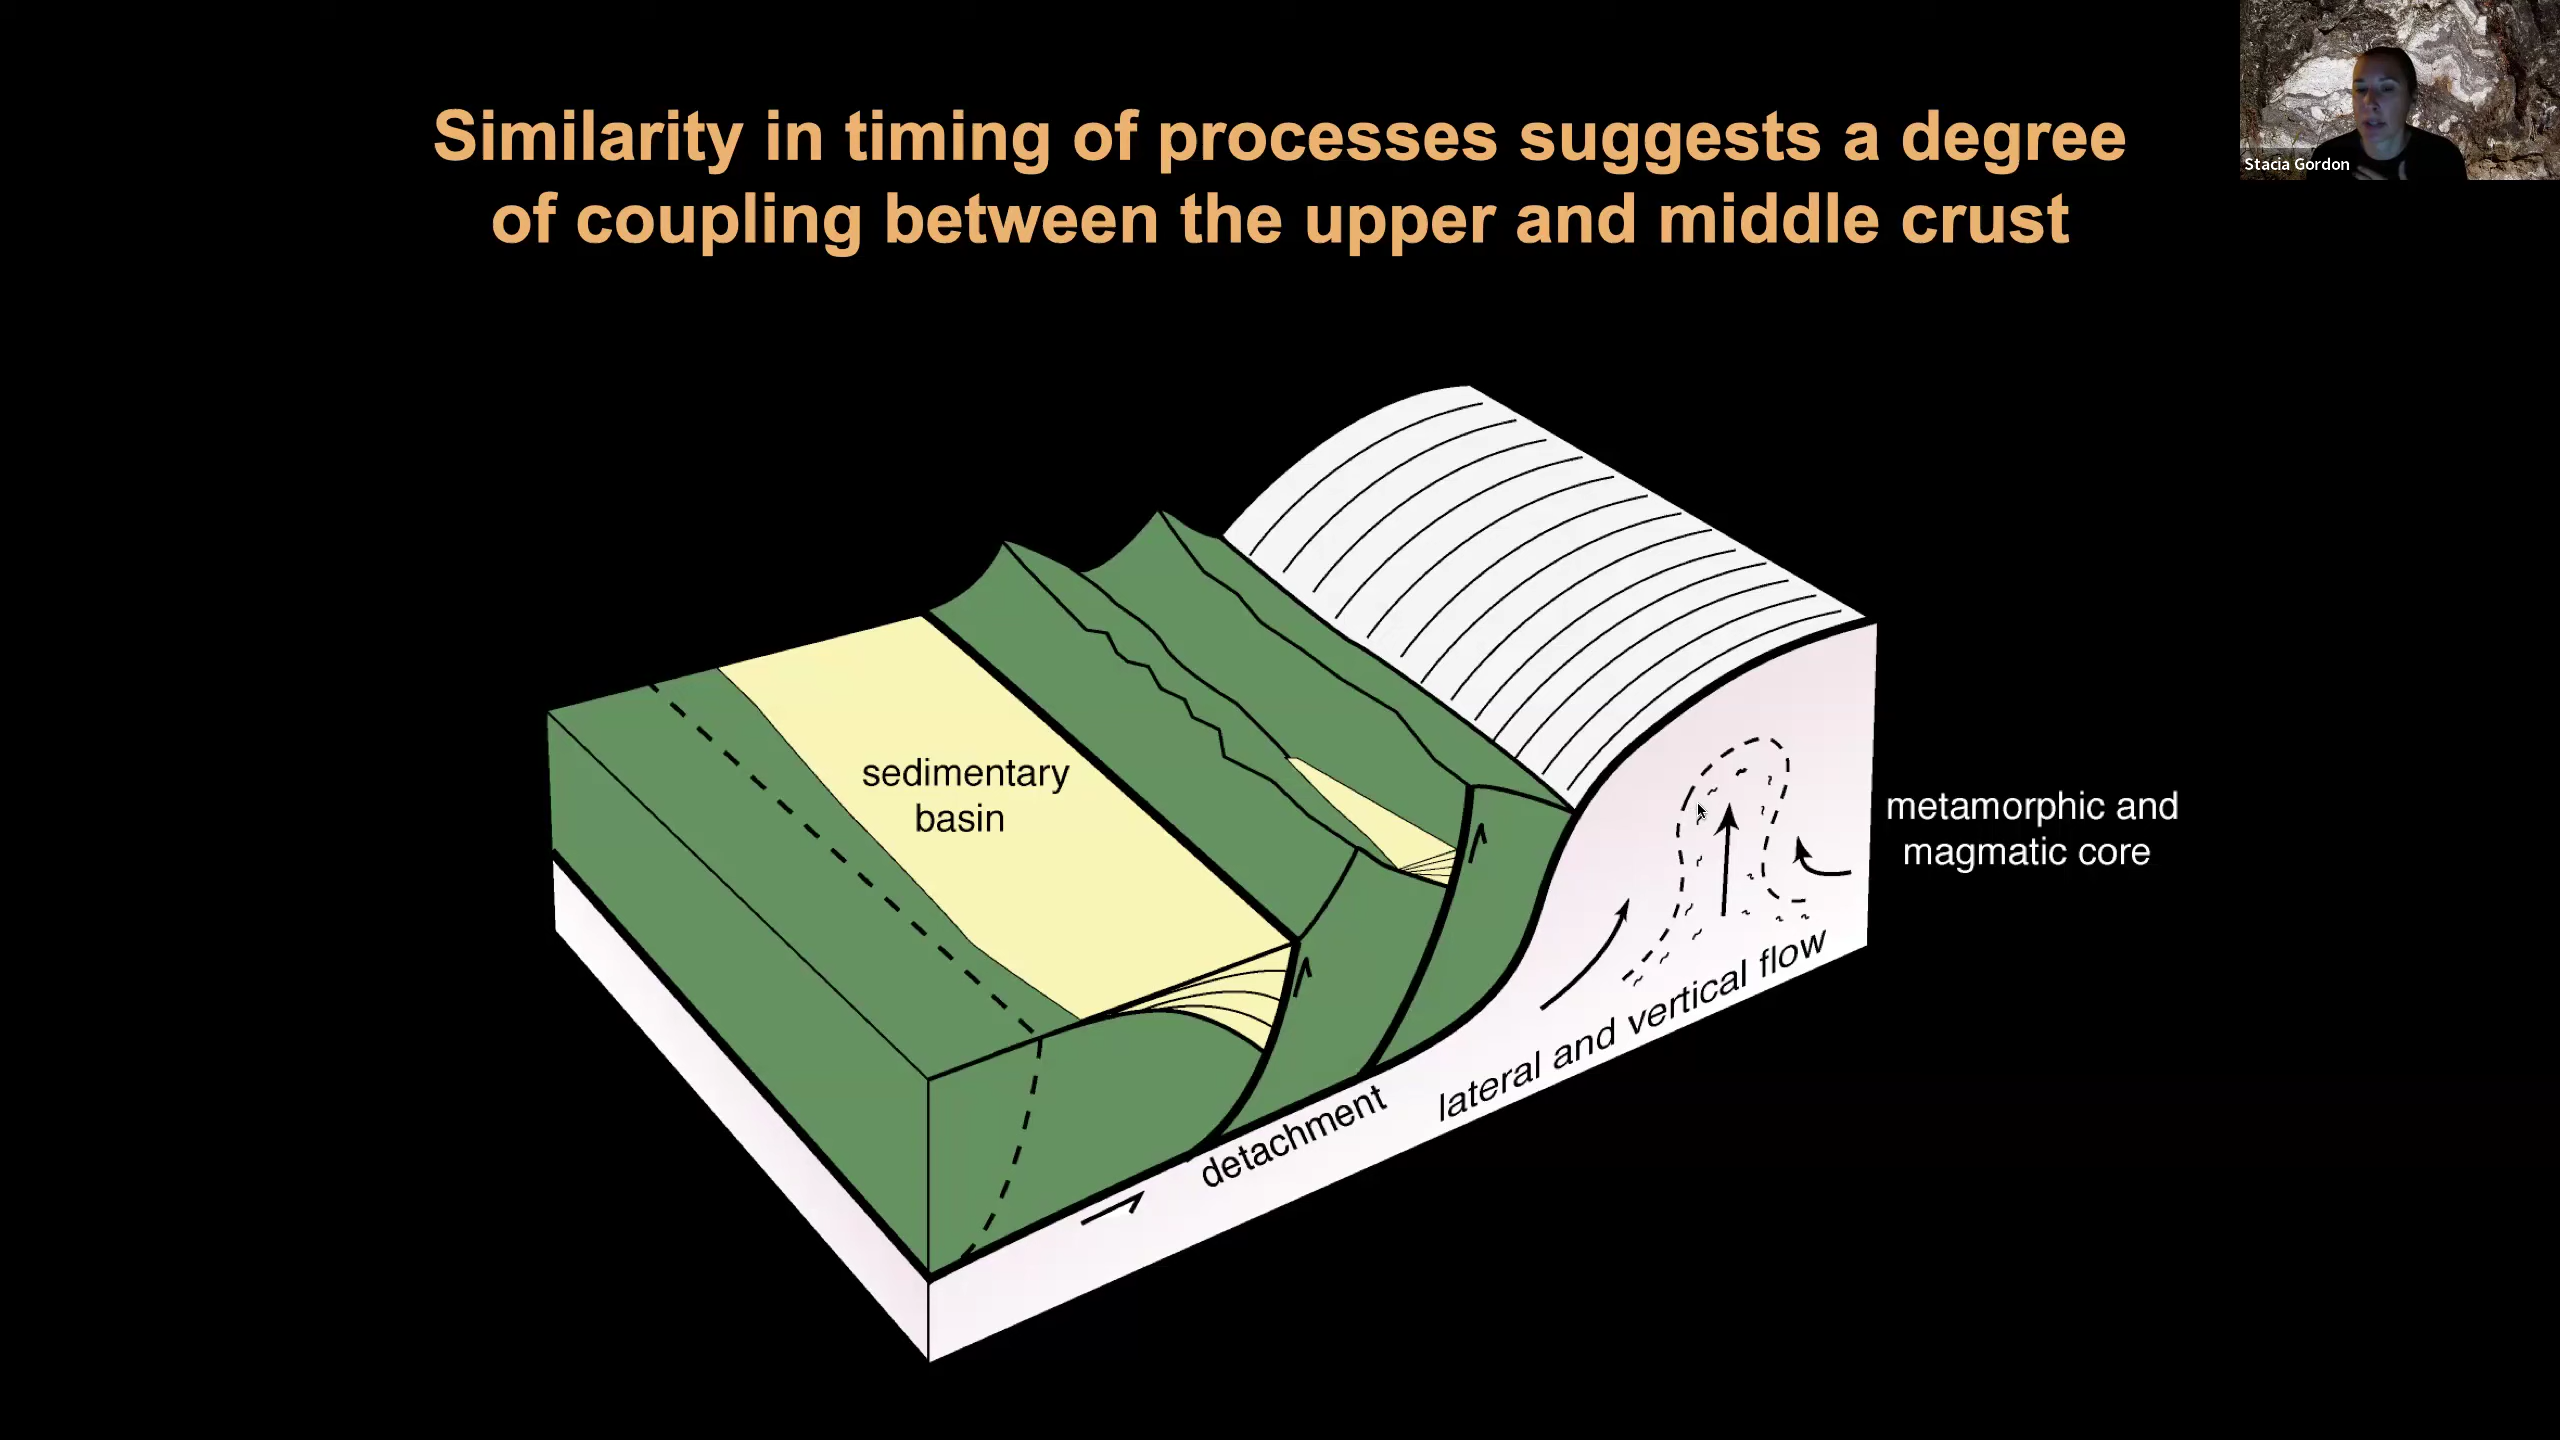 Similarity in timing of processes suggests a degree
of coupling between the upper and middle crust
Stacia Gordon
sedimentary
basin
metamorphic and
magmatic core
lateral and vertical flow
detachment